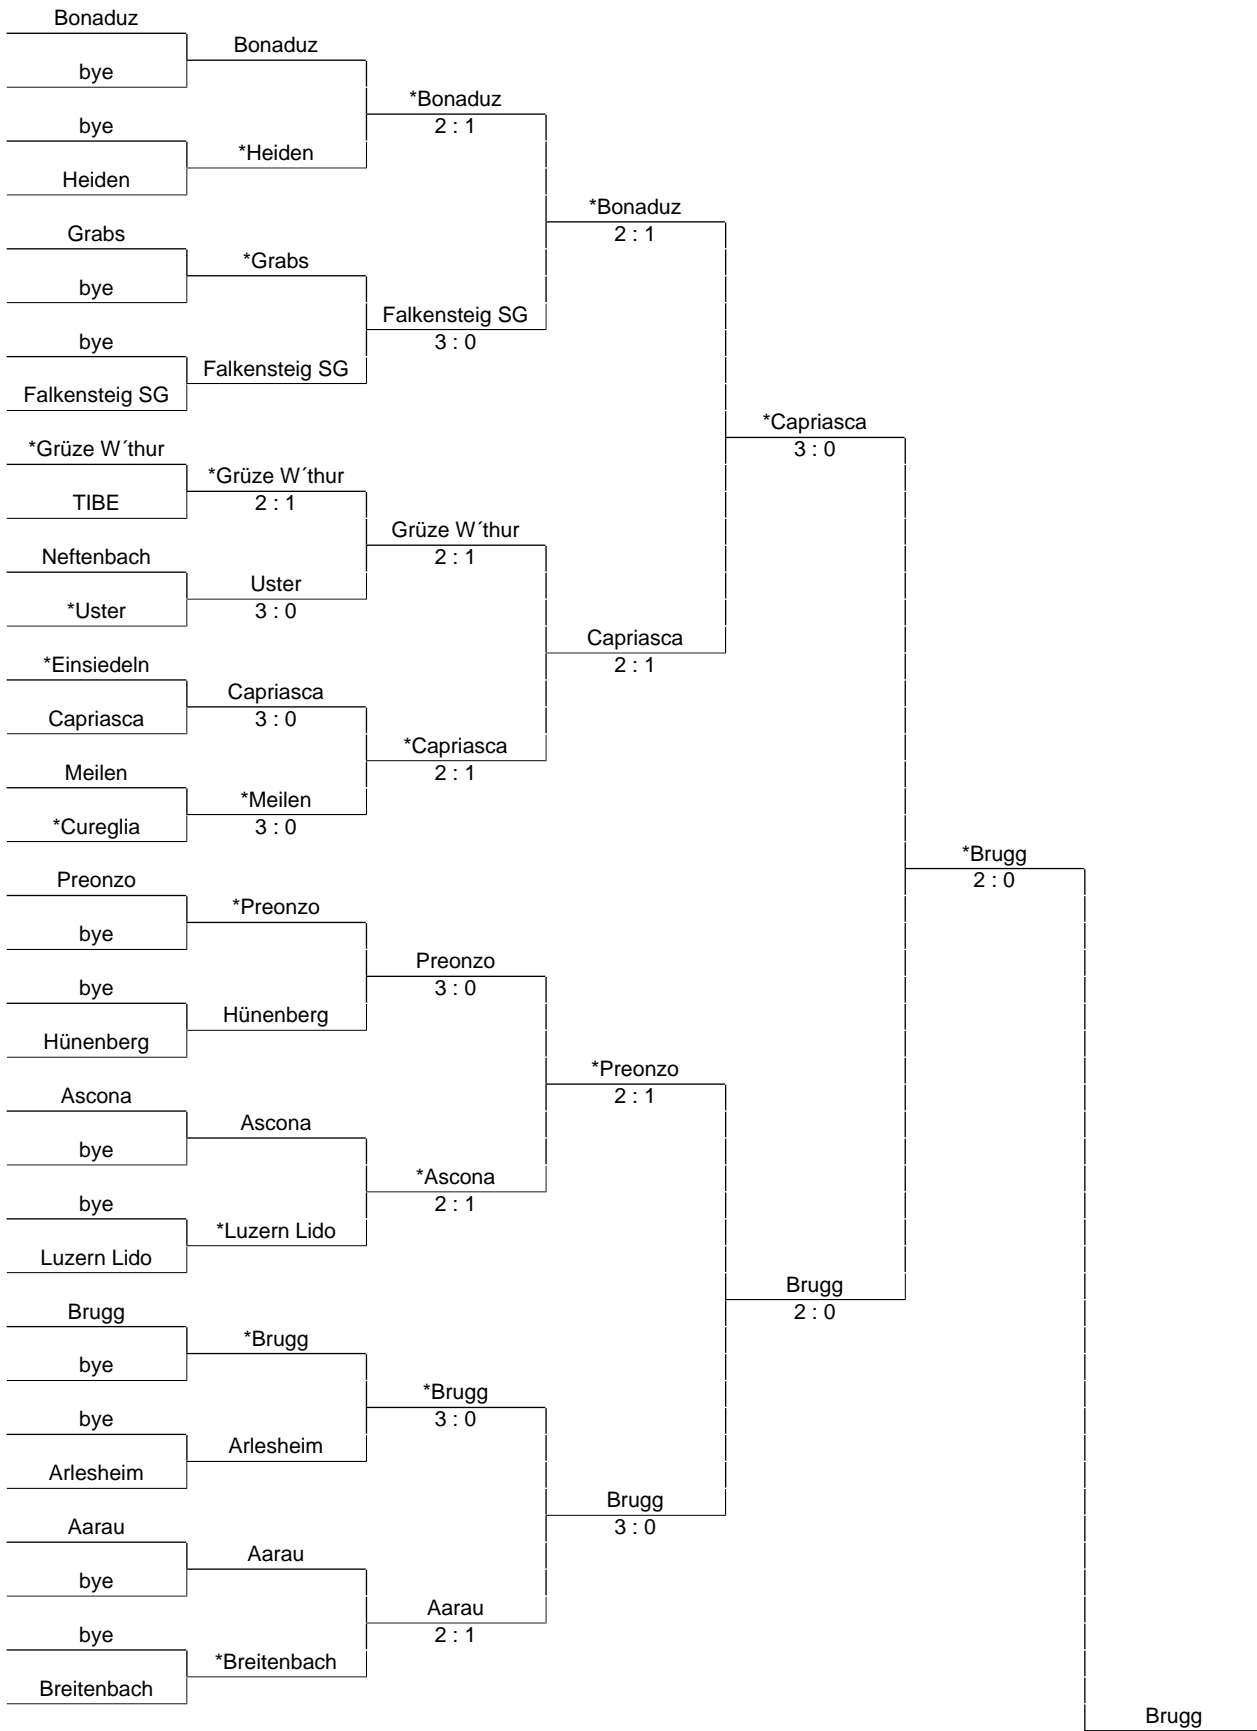 Bonaduz
Bonaduz
bye
*Bonaduz
2 : 1
bye
*Heiden
Heiden
*Bonaduz
2 : 1
Grabs
*Grabs
bye
Falkensteig SG
3 : 0
bye
Falkensteig SG
Falkensteig SG
*Capriasca
3 : 0
*Grüze W´thur
*Grüze W´thur
TIBE
2 : 1
Grüze W´thur
2 : 1
Neftenbach
Uster
*Uster
3 : 0
Capriasca
2 : 1
*Einsiedeln
Capriasca
Capriasca
3 : 0
*Capriasca
2 : 1
Meilen
*Meilen
*Cureglia
3 : 0
*Brugg
2 : 0
Preonzo
*Preonzo
bye
Preonzo
3 : 0
bye
Hünenberg
Hünenberg
*Preonzo
2 : 1
Ascona
Ascona
bye
*Ascona
2 : 1
bye
*Luzern Lido
Luzern Lido
Brugg
2 : 0
Brugg
*Brugg
bye
*Brugg
3 : 0
bye
Arlesheim
Arlesheim
Brugg
3 : 0
Aarau
Aarau
bye
Aarau
2 : 1
bye
*Breitenbach
Breitenbach
Brugg